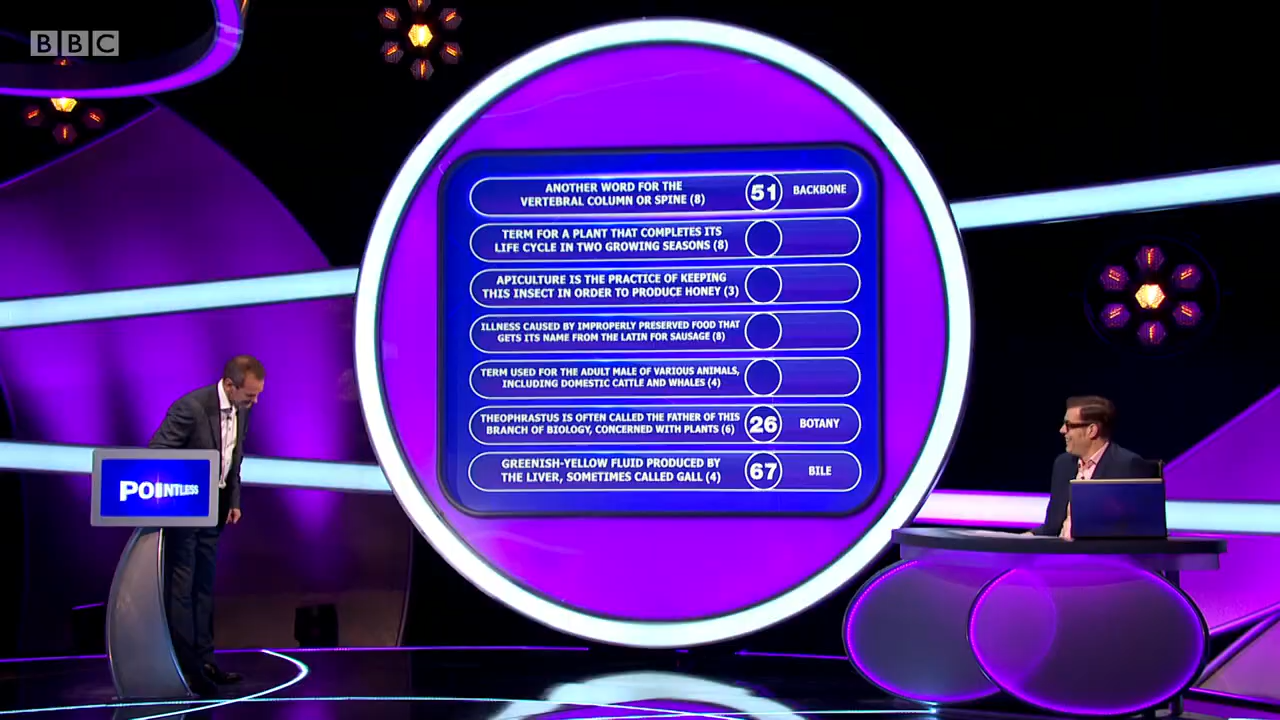 BBC
ANOTHER WORD FOR THE
VERTEBRAL COLUMN OR SPINE (8)
51
BACKBONE
TERM FOR A PLANT THAT COMPLETES ITS
LIFE CYCLE IN TWO GROWING SEASONS (8)
APICULTURE IS THE PRACTICE OF KEEPING
THIS INSECT IN ORDER TO PRODUCE HONEY (3)
ILLNESS CAUSED BY IMPROPERLY PRESERVED FOOD THAT
GETS ITS NAME FROM THE LATIN FOR SAUSAGE (8)
TERM USED FOR THE ADULT MALE OF VARIOUS ANIMALS,
INCLUDING DOMESTIC CATTLE AND WHALES (4)
THEOPHRASTUS IS OFTEN CALLED THE FATHER OF THIS
BRANCH OF BIOLOGY, CONCERNED WITH PLANTS (6)
26
BOTANY
GREENISH-YELLOW FLUID PRODUCED BY
THE LIVER, SOMETIMES CALLED GALL (4)
67
BILE
POINTLESS